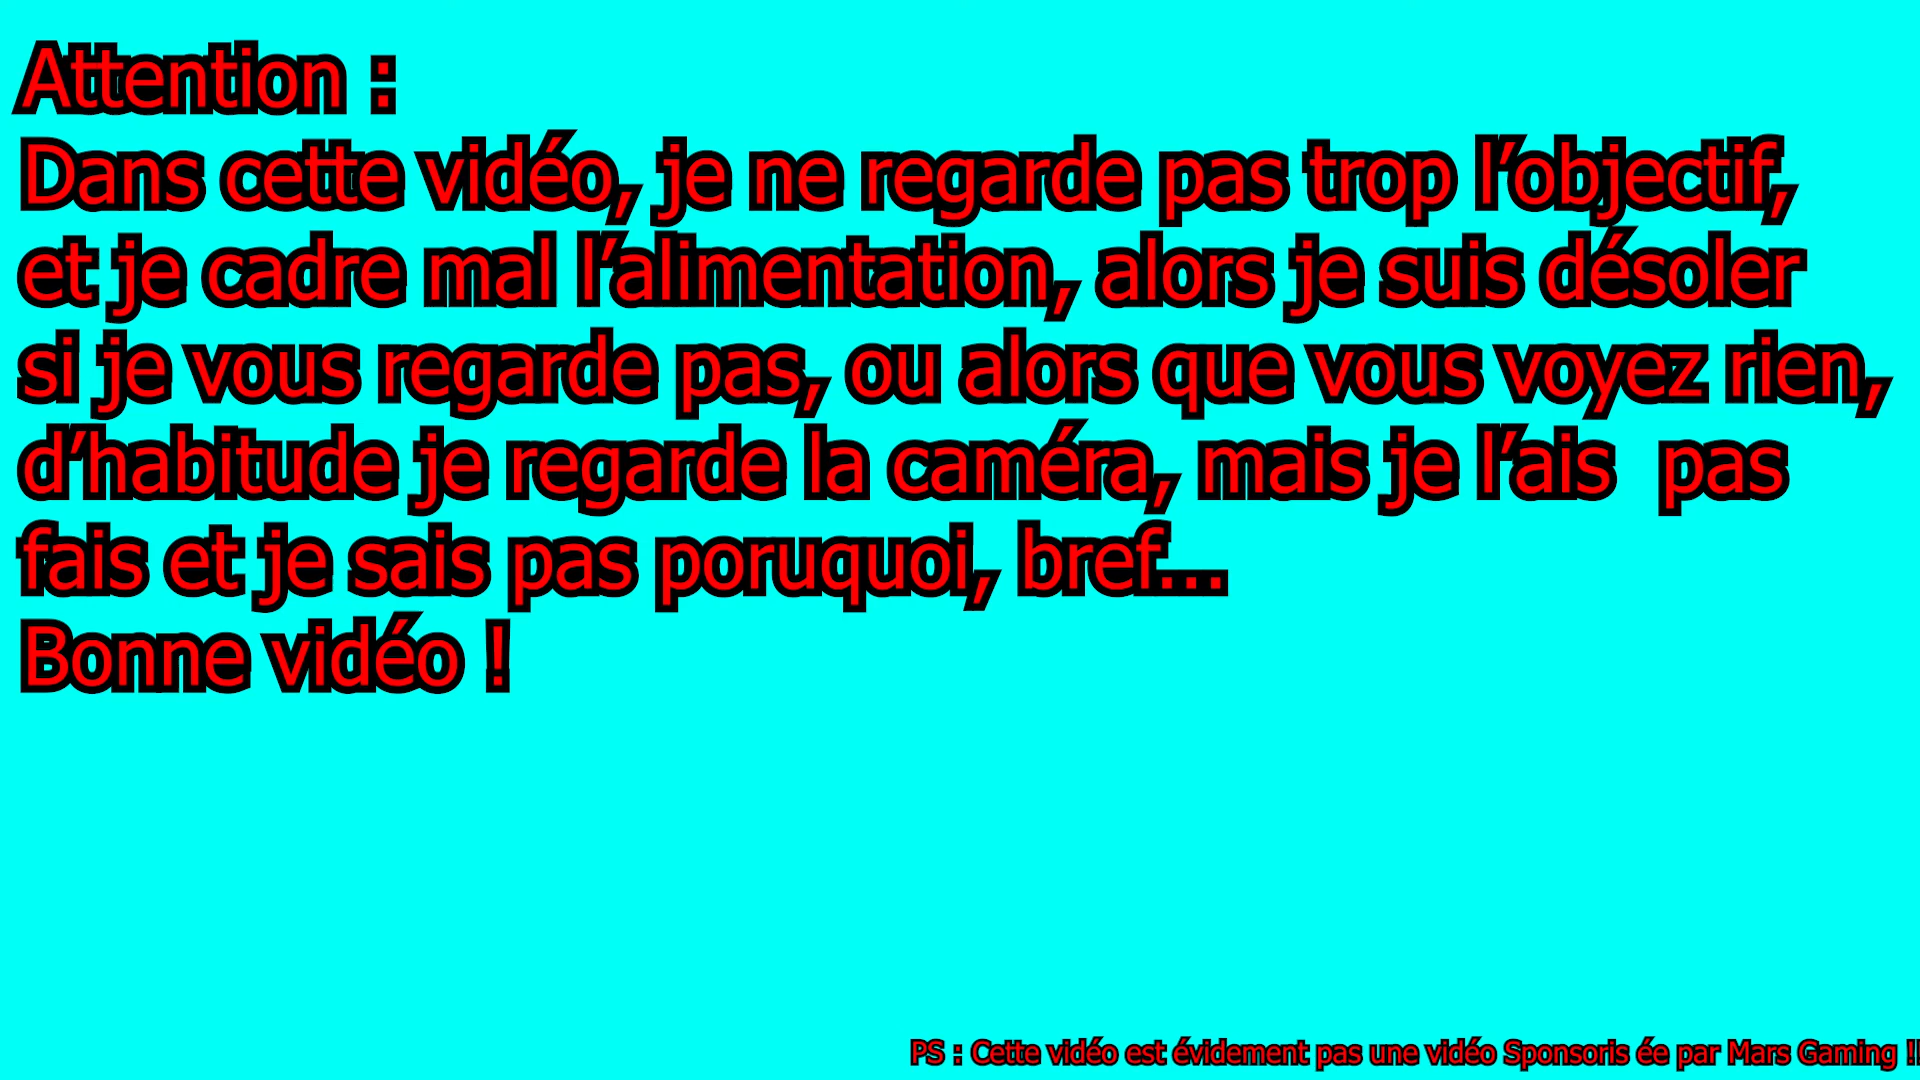 Attention :
Dans cette vidéo, je ne regarde pas trop l’objectif,
et je cadre mal l’alimentation, alors je suis désoler
si je vous regarde pas, ou alors que vous voyez rien,
d’habitude je regarde la caméra, mais je l’ais  pas
fais et je sais pas poruquoi, bref...
Bonne vidéo !
PS : Cette vidéo est évidement pas une vidéo Sponsoris ée par Mars Gaming !!